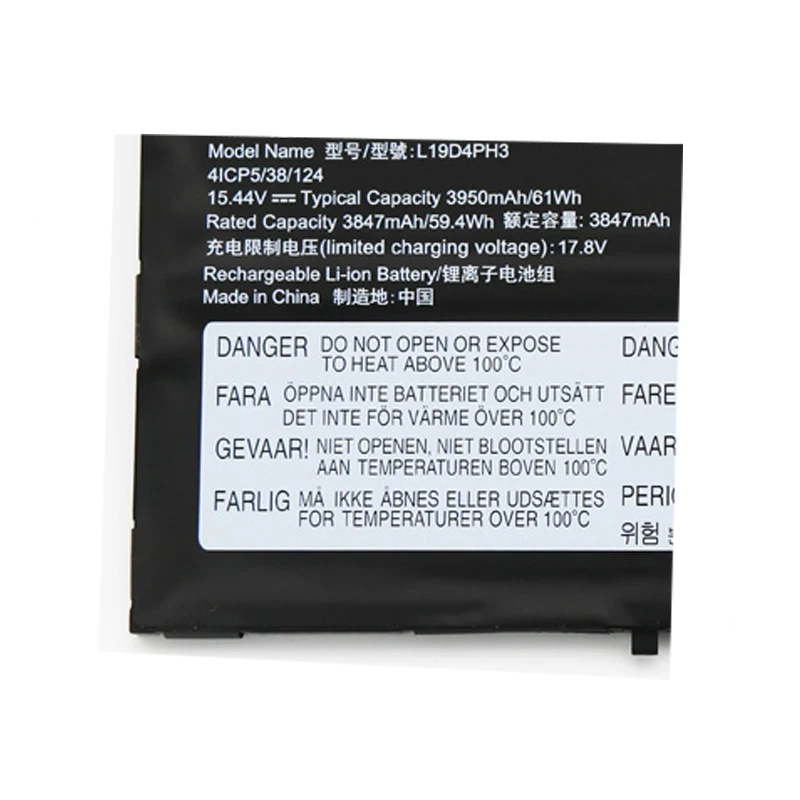 Model Name 型号/型號:L19D4PH3
4ICP5/38/124
15.44V⎓Typical Capacity 3950mAh/61Wh
Rated Capacity 3847mAh/59.4Wh 额定容量: 3847mAh
充电限制电压(limited charging voltage):17.8V
Rechargeable Li-ion Battery/锂离子电池组
Made in China 制造地:中国
DANGER DO NOT OPEN OR EXPOSE
TO HEAT ABOVE 100°C
FARA ÖPPNA INTE BATTERIET OCH UTSÄTT
DET INTE FÖR VÄRME ÖVER 100°C
GEVAAR! NIET OPENEN, NIET BLOOTSTELLEN
AAN TEMPERATUREN BOVEN 100°C
FARLIG MÅ IKKE ÅBNES ELLER UDSÆTTES
FOR TEMPERATURER OVER 100°C
DANG
FARE
VAAR
PERIC
위험